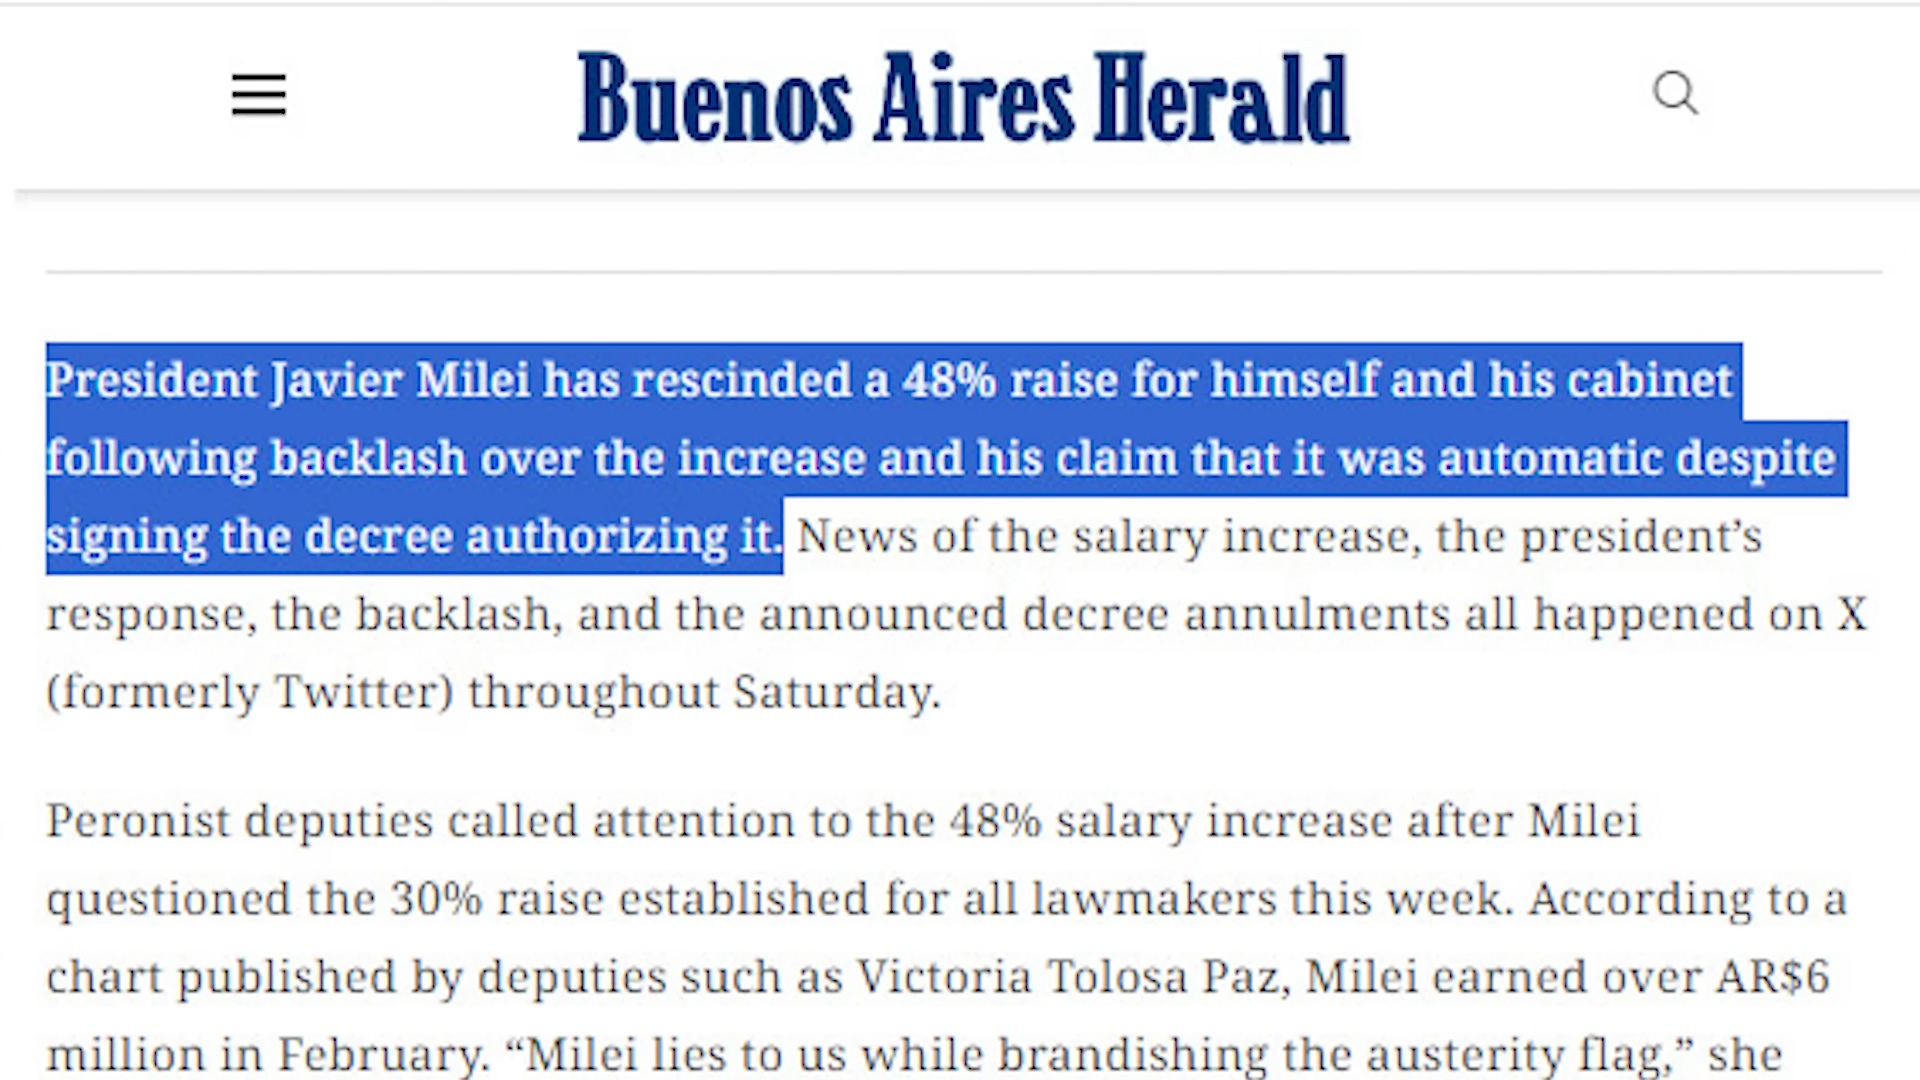 Buenos Aires Herald
President Javier Milei has rescinded a 48% raise for himself and his cabinet
following backlash over the increase and his claim that it was automatic despite
signing the decree authorizing it. News of the salary increase, the president’s
response, the backlash, and the announced decree annulments all happened on X
(formerly Twitter) throughout Saturday.
Peronist deputies called attention to the 48% salary increase after Milei
questioned the 30% raise established for all lawmakers this week. According to a
chart published by deputies such as Victoria Tolosa Paz, Milei earned over AR$6
million in February. “Milei lies to us while brandishing the austerity flag,” she